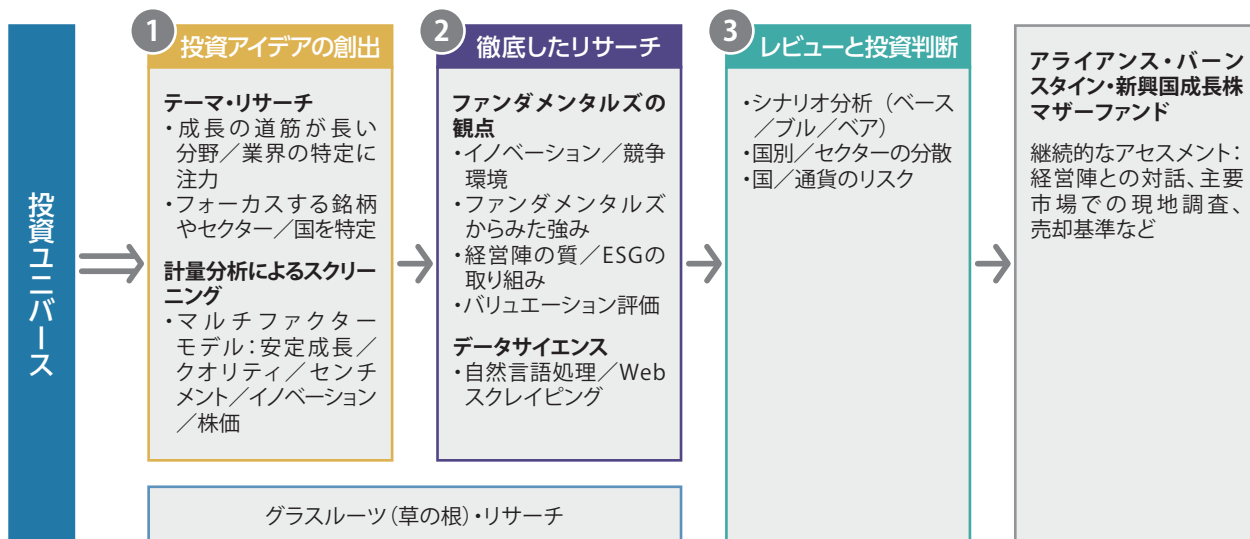 投資ユニバース
1
投資アイデアの創出
テーマ・リサーチ
・成長の道筋が長い
分野／業界の特定に
注力
・フォーカスする銘柄
やセクター／国を特定
計量分析によるスクリー
ニング
・マルチファクター
モデル：安定成長／
クオリティ／センチ
メント／イノベーション
／株価
2
徹底したリサーチ
ファンダメンタルズの
観点
・イノベーション／競争
環境
・ファンダメンタルズ
からみた強み
・経営陣の質／ESGの
取り組み
・バリュエーション評価
データサイエンス
・自然言語処理／Web
スクレイピング
グラスルーツ（草の根）・リサーチ
3
レビューと投資判断
・シナリオ分析（ベース
／ブル／ベア）
・国別／セクターの分散
・国／通貨のリスク
アライアンス・バーン
スタイン・新興国成長株
マザーファンド
継続的なアセスメント：
経営陣との対話、主要
市場での現地調査、
売却基準など